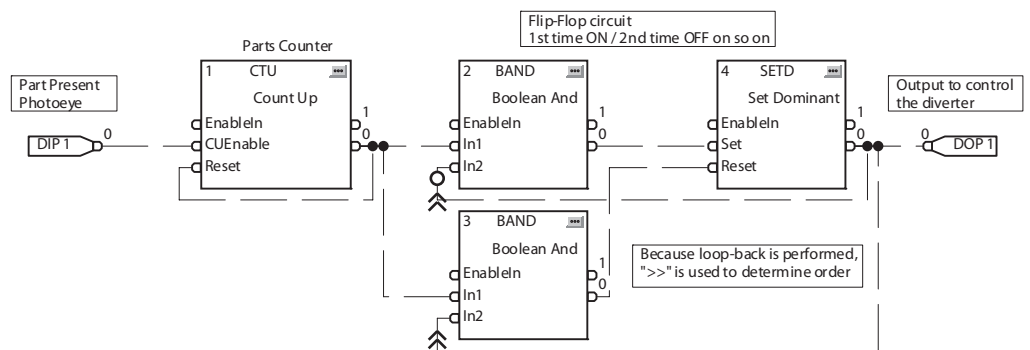 Flip-Flop circuit
1st time ON / 2nd time OFF on so on
Parts Counter
Part Present
Photoeye
0
DIP 1
1 CTU
Count Up
EnableIn
CUEnable
Reset
1
0
2 BAND
Boolean And
EnableIn
In1
In2
1
0
4 SETD
Set Dominant
EnableIn
Set
Reset
1
0
Output to control
the diverter
0
DOP 1
3 BAND
Boolean And
EnableIn
In1
In2
1
0
Because loop-back is performed,
">>" is used to determine order